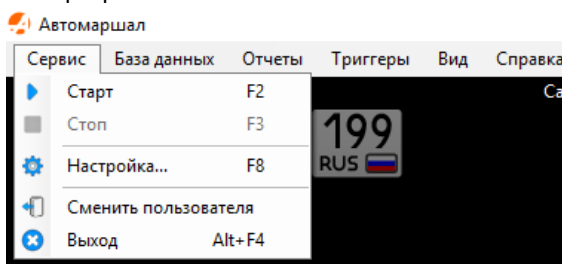 Автомаршал
Сервис База данных Отчеты Триггеры Вид Справка
Старт F2
Ca
Стоп F3
199
RUS
Настройка... F8
Сменить пользователя
Выход Alt+F4